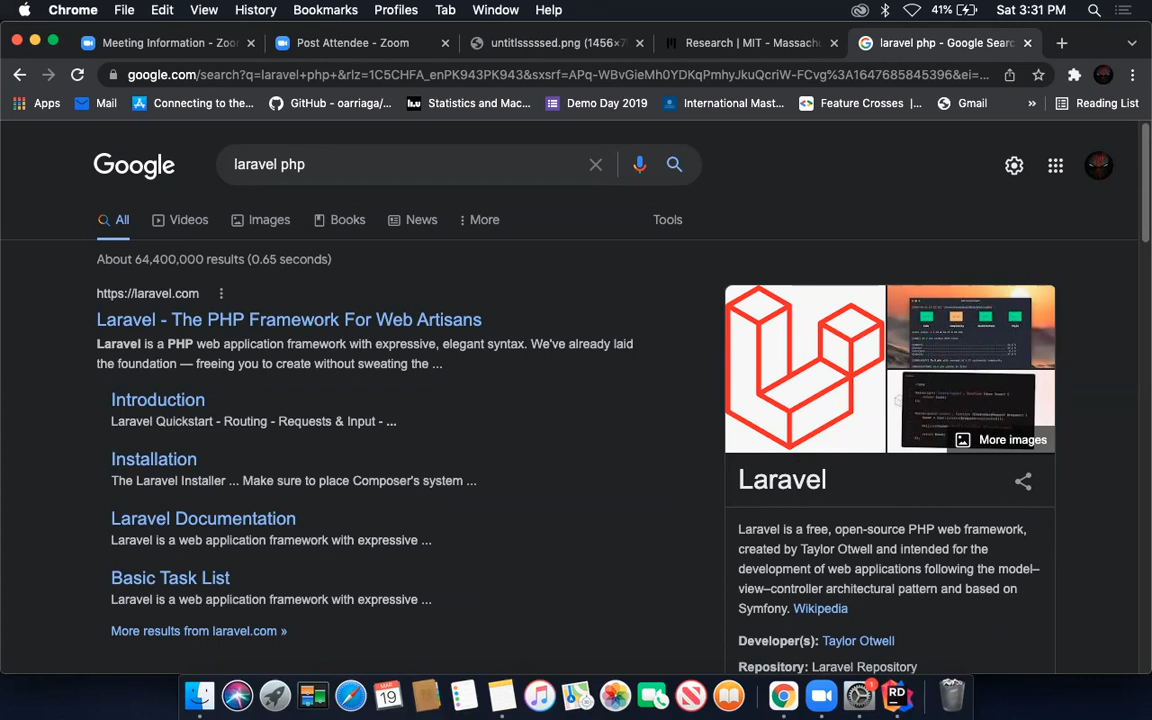 Chrome File Edit View History Bookmarks Profiles Tab Window Help 41% Sat 3:31 PM
Meeting Information - Zoo Post Attendee - Zoom untitlsssssed.png (1456×7 Research | MIT - Massach laravel php - Google Searc
google.com/search?q=laravel+php+&rlz=1C5CHFA_enPK943PK943&sxsrf=APq-WBvGieMh0YDKqPmhyJkuQcriW-FCvg%3A1647685845396&ei=...
Apps Mail Connecting to the... GitHub - oarriaga/... Statistics and Mac... Demo Day 2019 International Mast... Feature Crosses |... Gmail » Reading List
Google laravel php
All Videos Images Books News More Tools
About 64,400,000 results (0.65 seconds)
https://laravel.com
Laravel - The PHP Framework For Web Artisans
Laravel is a PHP web application framework with expressive, elegant syntax. We've already laid
the foundation — freeing you to create without sweating the ...
Introduction
Laravel Quickstart - Routing - Requests & Input - ...
Installation
The Laravel Installer ... Make sure to place Composer's system ...
Laravel Documentation
Laravel is a web application framework with expressive ...
Basic Task List
Laravel is a web application framework with expressive ...
More results from laravel.com »
More images
Laravel
Laravel is a free, open-source PHP web framework,
created by Taylor Otwell and intended for the
development of web applications following the model–
view–controller architectural pattern and based on
Symfony. Wikipedia
Developer(s): Taylor Otwell
Repository: Laravel Repository
MAR
19
1
RD